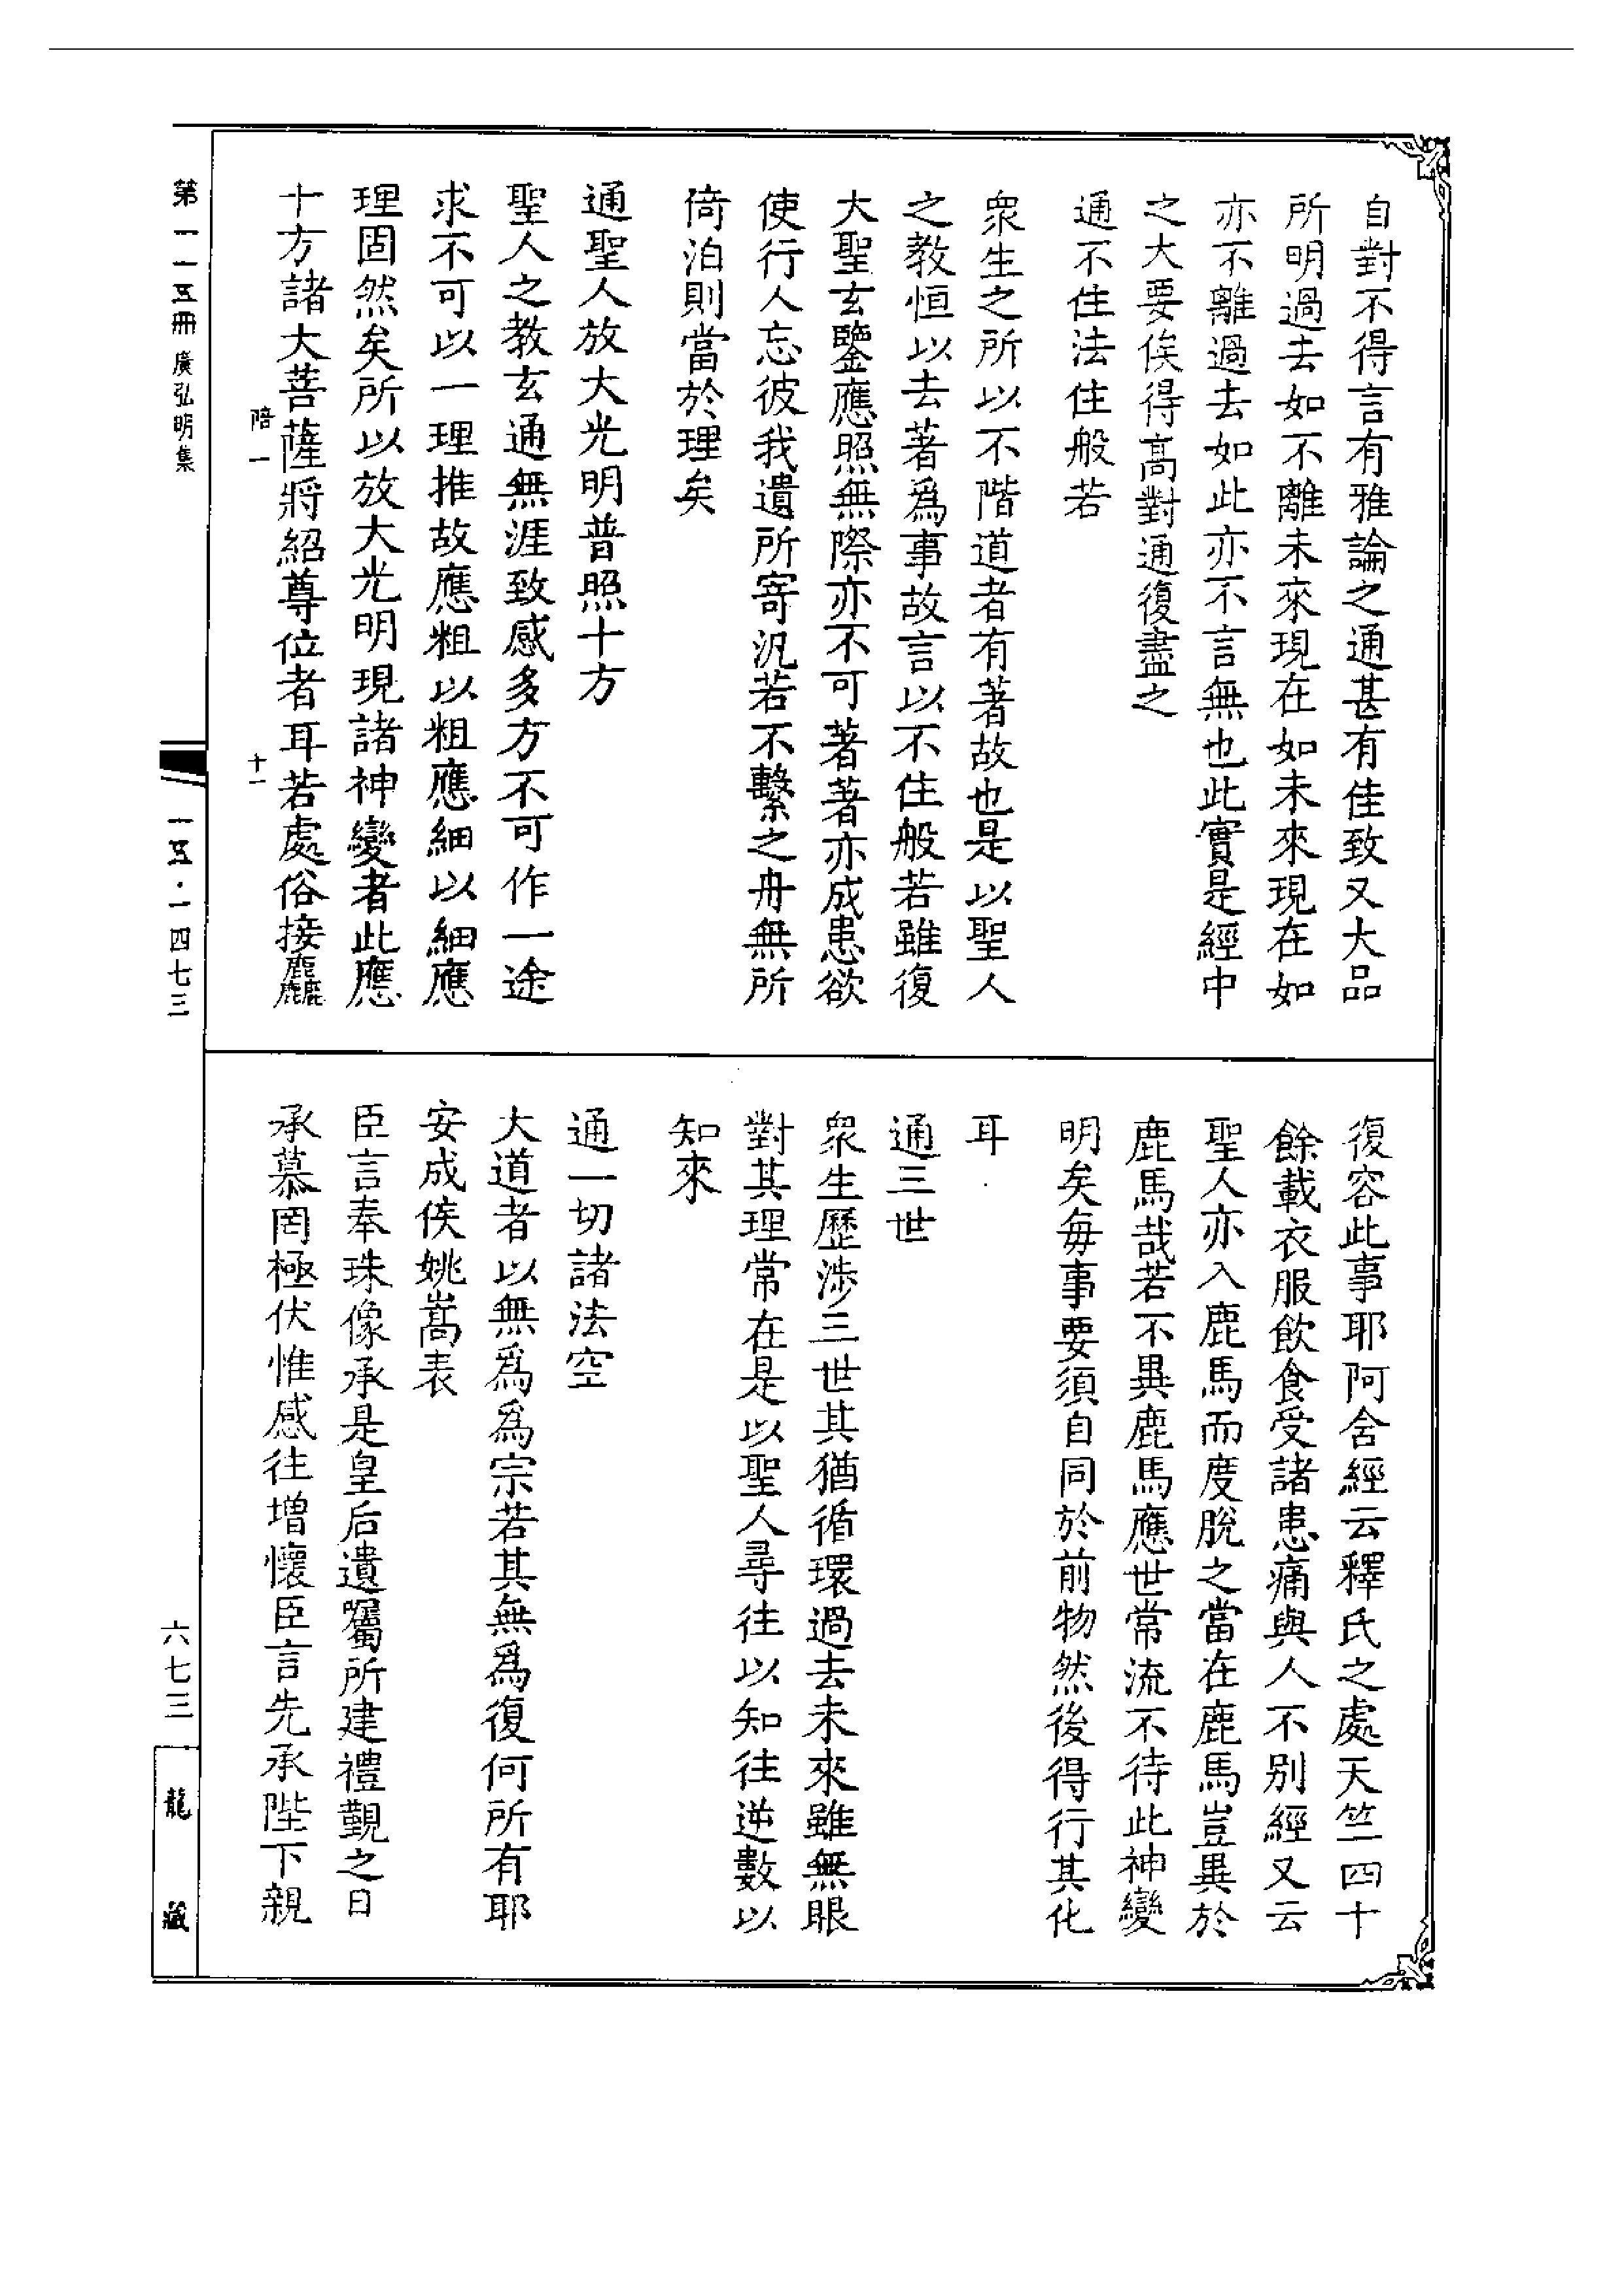 自對不得言有雅論之通甚有佳致又大品
所明過去如不離未來現在如未來現在如
亦不離過去如此亦不言無也此實是經中
之大要俟得高對通復盡之
通不住法住般若
衆生之所以不階道者有著故也是以聖人
之教恒以去著爲事故言以不住般若雖復
大聖玄鑒應照無際亦不可著著亦成患欲
使行人忘彼我遺所寄汎若不繫之舟無所
倚泊則當於理矣
通聖人放大光明普照十方
聖人之教玄通無涯致感多方不可作一途
求不可以一理推故應粗以粗應細以細應
理固然矣所以放大光明現諸神變者此應
十方諸大菩薩將紹尊位者耳若處俗接麤
陪一
十一
復容此事耶阿含經云釋氏之處天竺四十
餘載衣服飲食受諸患痛與人不別經又云
聖人亦入鹿馬而度脫之當在鹿馬豈異於
鹿馬哉若不異鹿馬應世常流不待此神變
明矣每事要須自同於前物然後得行其化
耳
通三世
衆生歷涉三世其猶循環過去未來雖無眼
對其理常在是以聖人尋往以知往逆數以
知來
通一切諸法空
大道者以無爲爲宗若其無爲復何所有耶
安成侯姚嵩表
臣言奉珠像承是皇后遺囑所建禮覲之日
承慕罔極伏惟感往增懷臣言先承陛下親
第一一五冊 廣弘明集
一五·一四七三
六七三
龍藏